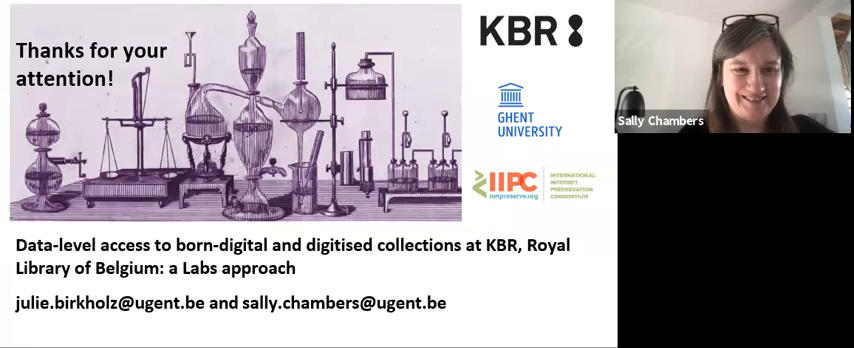 Thanks for your
attention!
KBR
GHENT
UNIVERSITY
IIPC
netpreserve.org
INTERNATIONAL
INTERNET
PRESERVATION
CONSORTIUM
Sally Chambers
Data-level access to born-digital and digitised collections at KBR, Royal
Library of Belgium: a Labs approach
julie.birkholz@ugent.be and sally.chambers@ugent.be